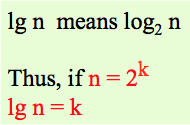 lg n means log₂ n
Thus, if n = 2ᵏ
lg n = k